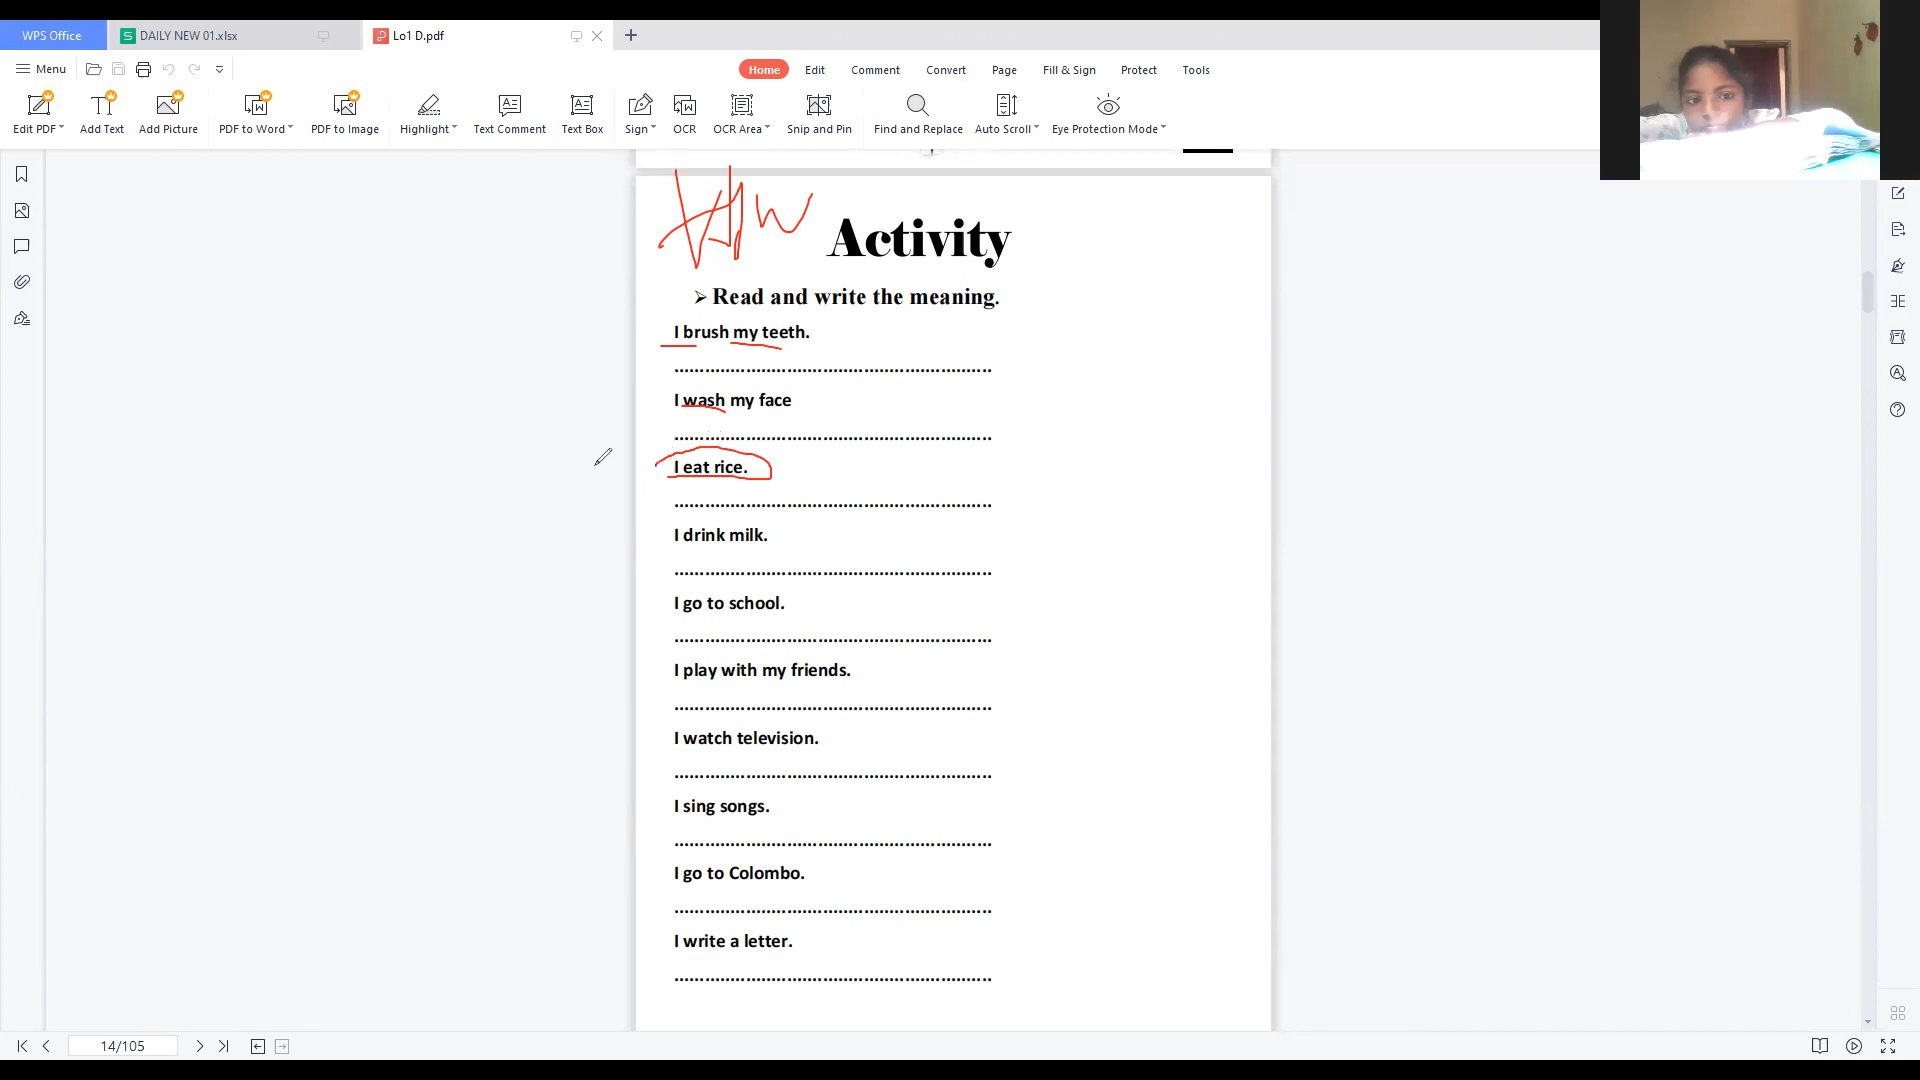 WPS Office
DAILY NEW 01.xlsx
Lo1 D.pdf
Menu
Home
Edit
Comment
Convert
Page
Fill & Sign
Protect
Tools
Edit PDF
Add Text
Add Picture
PDF to Word
PDF to Image
Highlight
Text Comment
Text Box
Sign
OCR
OCR Area
Snip and Pin
Find and Replace
Auto Scroll
Eye Protection Mode
Activity
➢ Read and write the meaning.
I brush my teeth.
..............................................................
I wash my face
..............................................................
I eat rice.
..............................................................
I drink milk.
..............................................................
I go to school.
..............................................................
I play with my friends.
..............................................................
I watch television.
..............................................................
I sing songs.
..............................................................
I go to Colombo.
..............................................................
I write a letter.
..............................................................
14/105